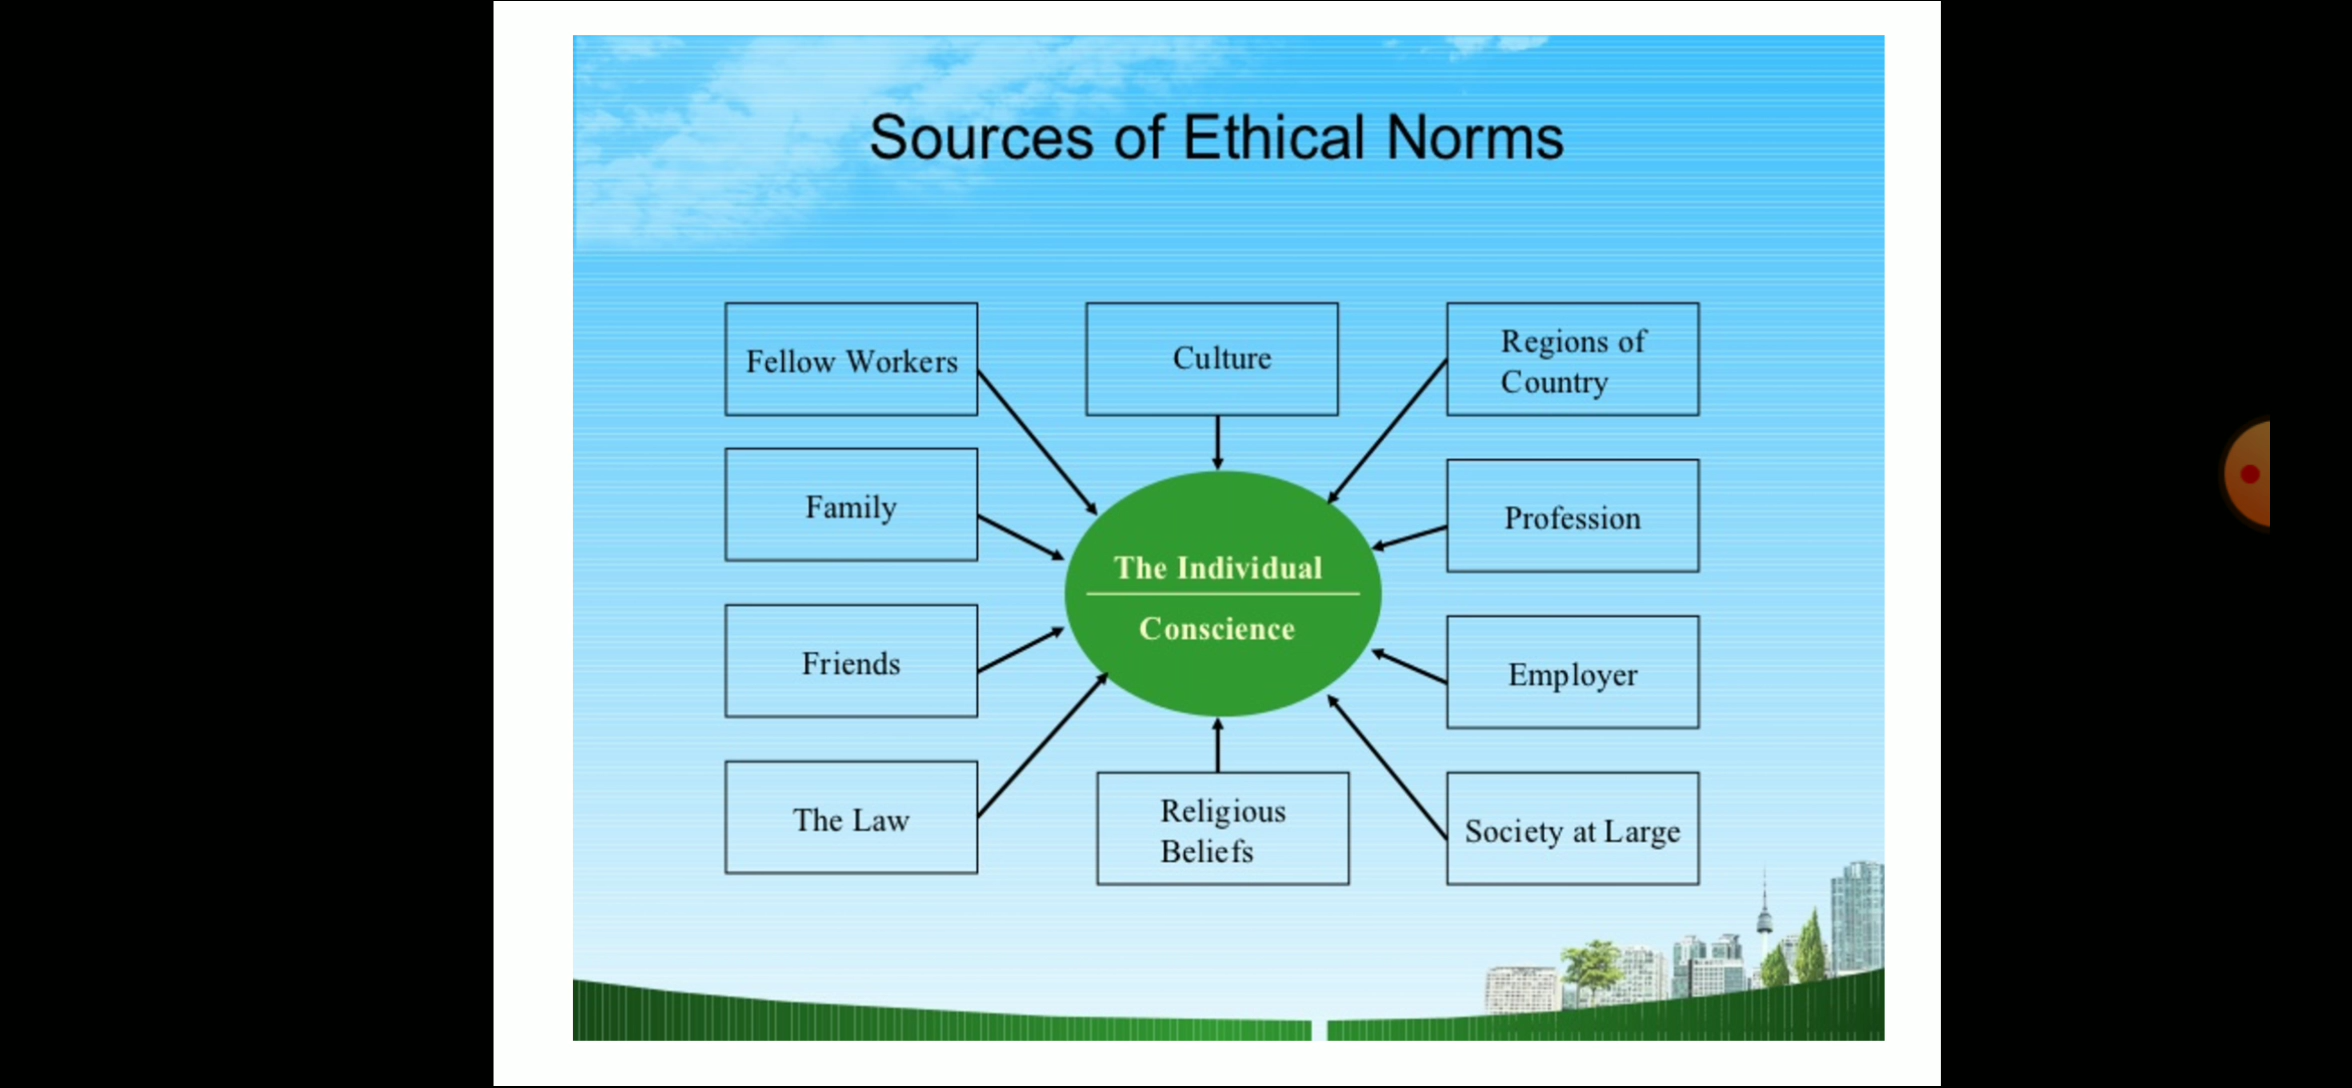 Sources of Ethical Norms
Fellow Workers
Culture
Regions of
Country
Family
Profession
The Individual
Conscience
Friends
Employer
The Law
Religious
Beliefs
Society at Large